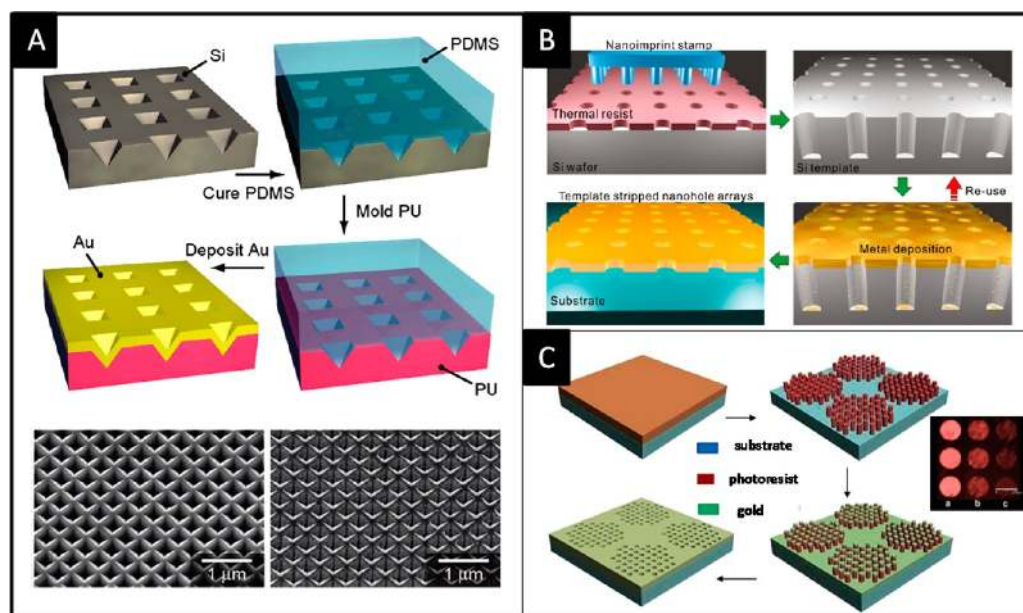 A
Si
PDMS
Cure PDMS
Mold PU
Au
Deposit Au
PU
1 μm
1 μm
B
Nanoimprint stamp
Thermal resist
Si wafer
Si template
Re-use
Template stripped nanohole arrays
Metal deposition
Substrate
C
substrate
photoresist
gold
a b c